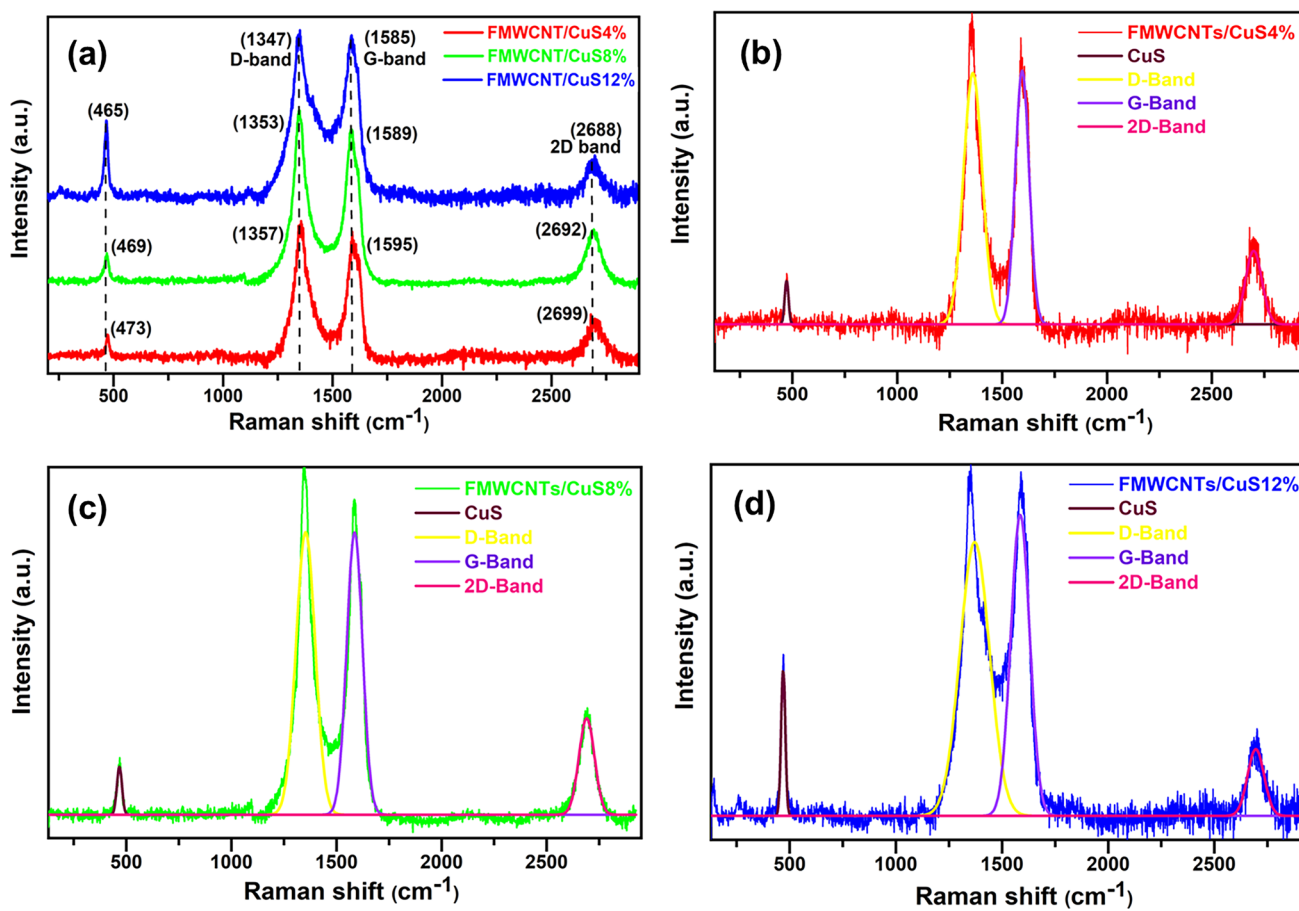 (a)
(1347)
D-band
(1585)
G-band
FMWCNT/CuS4%
FMWCNT/CuS8%
FMWCNT/CuS12%
(465)
(1353)
(1589)
(2688)
2D band
(469)
(1357)
(1595)
(2692)
(473)
(2699)
Intensity (a.u.)
500
1000
1500
2000
2500
Raman shift (cm⁻¹)
(b)
FMWCNTs/CuS4%
CuS
D-Band
G-Band
2D-Band
Intensity (a.u.)
500
1000
1500
2000
2500
Raman shift (cm⁻¹)
(c)
FMWCNTs/CuS8%
CuS
D-Band
G-Band
2D-Band
Intensity (a.u.)
500
1000
1500
2000
2500
Raman shift (cm⁻¹)
(d)
FMWCNTs/CuS12%
CuS
D-Band
G-Band
2D-Band
Intensity (a.u.)
500
1000
1500
2000
2500
Raman shift (cm⁻¹)